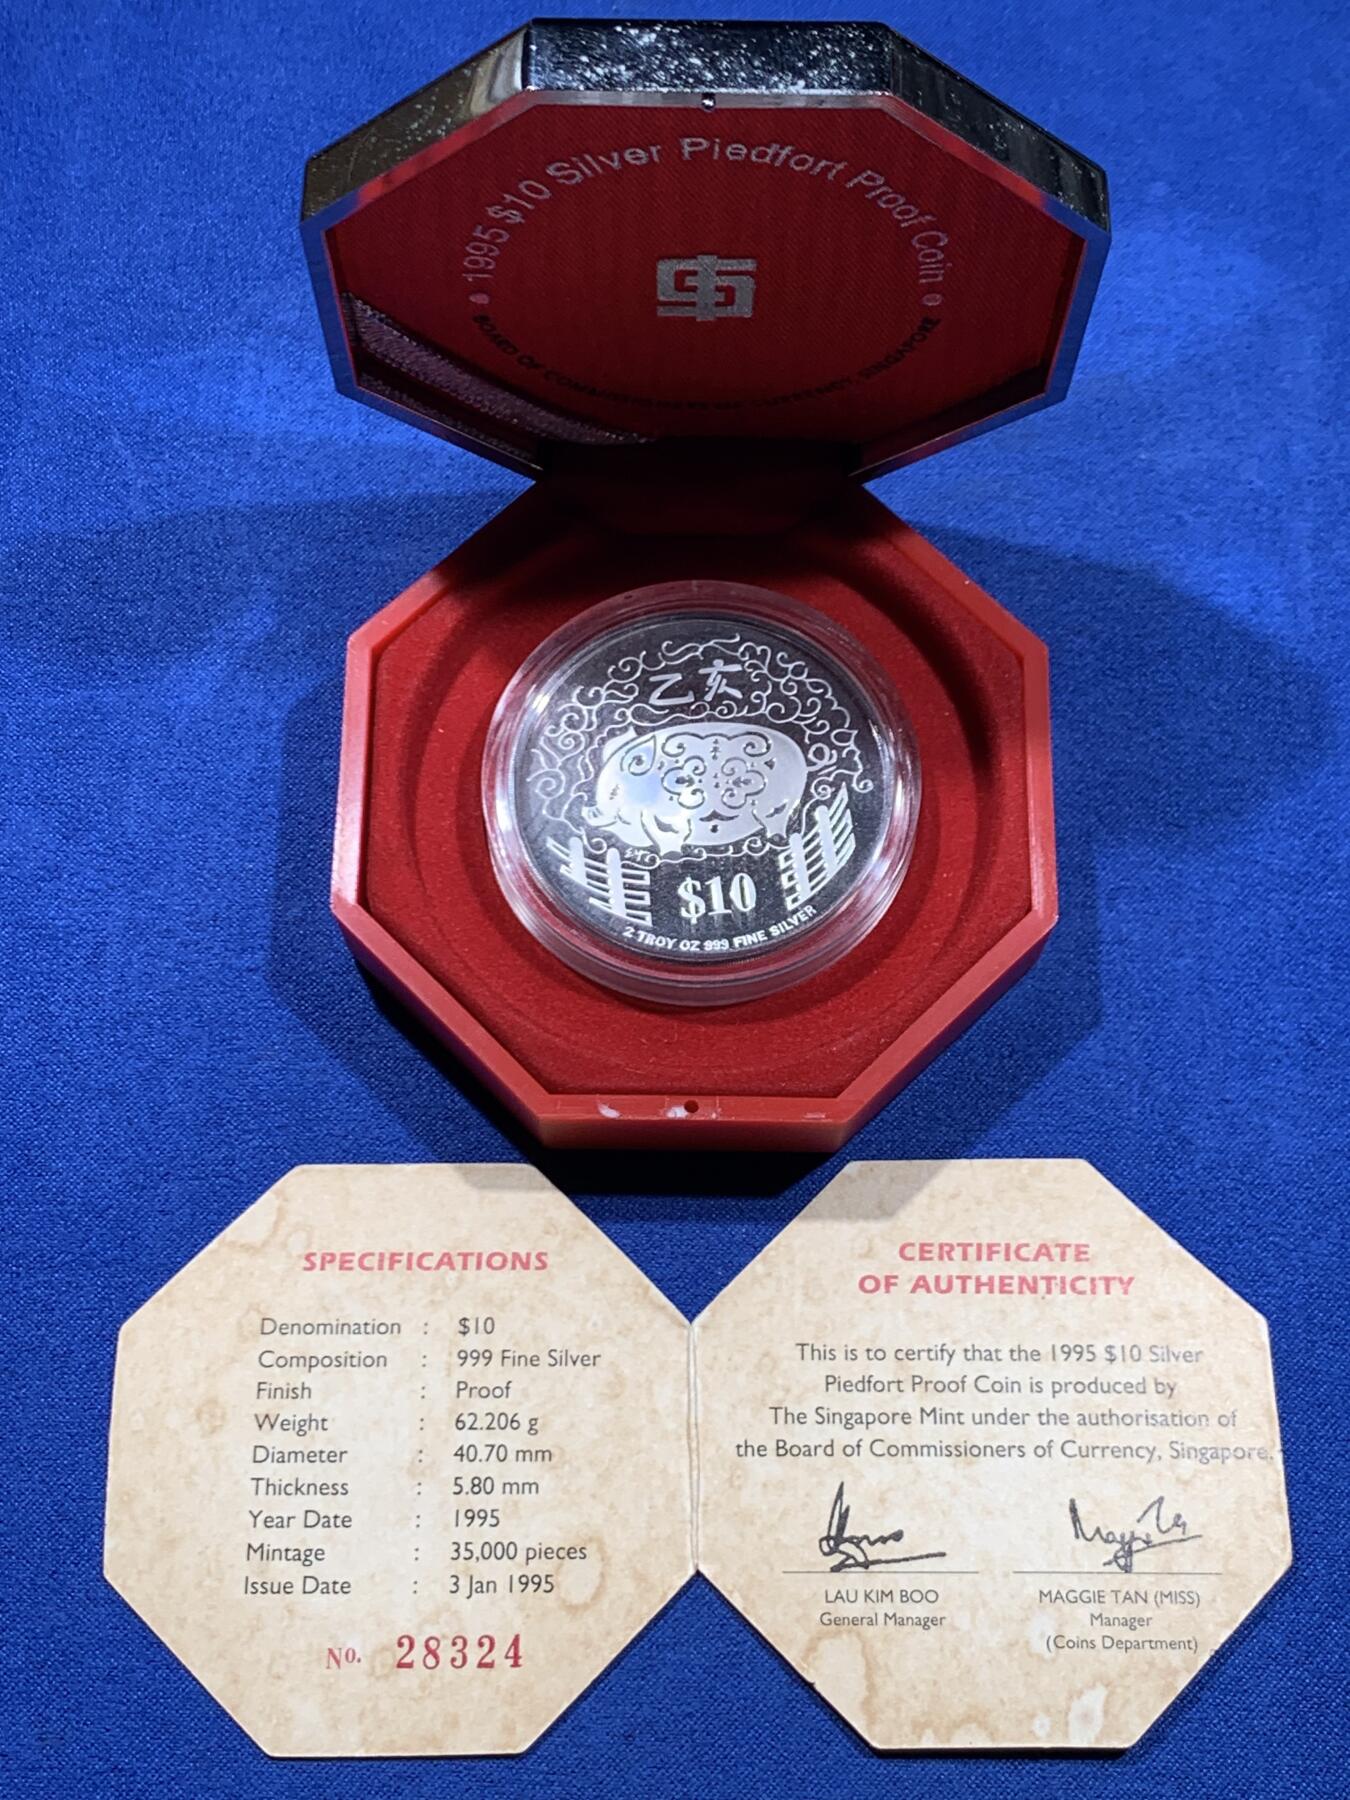 • 1995 $10 Silver Piedfort Proof Coin •
BOARD OF COMMISSIONERS OF CURRENCY, SINGAPORE
乙亥
$10
2 TROY OZ 999 FINE SILVER
SPECIFICATIONS
Denomination : $10
Composition : 999 Fine Silver
Finish : Proof
Weight : 62.206 g
Diameter : 40.70 mm
Thickness : 5.80 mm
Year Date : 1995
Mintage : 35,000 pieces
Issue Date : 3 Jan 1995
No. 28324
CERTIFICATE
OF AUTHENTICITY
This is to certify that the 1995 $10 Silver
Piedfort Proof Coin is produced by
The Singapore Mint under the authorisation of
the Board of Commissioners of Currency, Singapore.
LAU KIM BOO
General Manager
MAGGIE TAN (MISS)
Manager
(Coins Department)